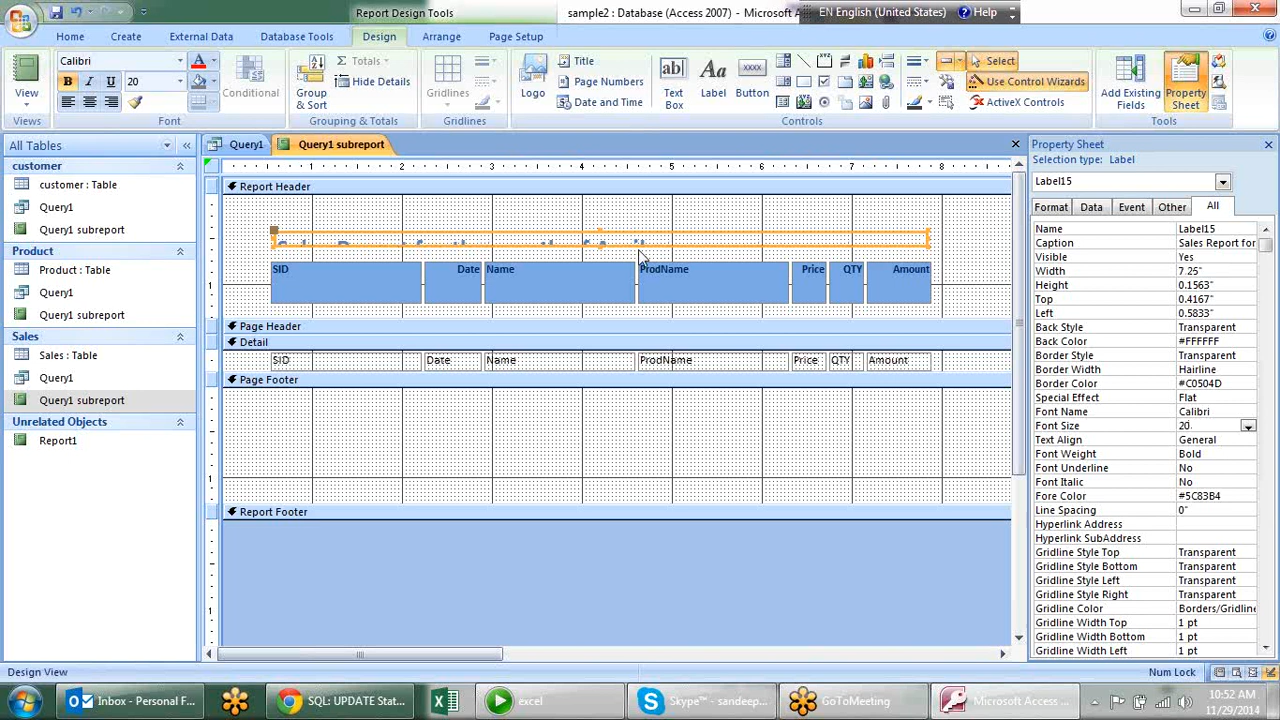 Report Design Tools
sample2 : Database (Access 2007) - Microsoft A
EN English (United States)
Help
Home
Create
External Data
Database Tools
Design
Arrange
Page Setup
View
Views
Calibri
B I U 20
Font
Conditional
Group & Sort
Σ Totals
Hide Details
Grouping & Totals
Gridlines
Gridlines
Logo
Title
Page Numbers
Date and Time
ab|
Text Box
Aa
Label
XXXX
Button
Controls
Select
Use Control Wizards
ActiveX Controls
Add Existing Fields
Property Sheet
Tools
All Tables
customer
customer : Table
Query1
Query1 subreport
Product
Product : Table
Query1
Query1 subreport
Sales
Sales : Table
Query1
Query1 subreport
Unrelated Objects
Report1
Query1
Query1 subreport
1 2 3 4 5 6 7 8
Report Header
SID Date Name ProdName Price QTY Amount
Page Header
Detail
SID Date Name ProdName Price QTY Amount
Page Footer
Report Footer
Property Sheet
Selection type: Label
Label15
Format Data Event Other All
Name Label15
Caption Sales Report for
Visible Yes
Width 7.25"
Height 0.1563"
Top 0.4167"
Left 0.5833"
Back Style Transparent
Back Color #FFFFFF
Border Style Transparent
Border Width Hairline
Border Color #C0504D
Special Effect Flat
Font Name Calibri
Font Size 20
Text Align General
Font Weight Bold
Font Underline No
Font Italic No
Fore Color #5C83B4
Line Spacing 0"
Hyperlink Address
Hyperlink SubAddress
Gridline Style Top Transparent
Gridline Style Bottom Transparent
Gridline Style Left Transparent
Gridline Style Right Transparent
Gridline Color Borders/Gridline
Gridline Width Top 1 pt
Gridline Width Bottom 1 pt
Gridline Width Left 1 pt
Design View
Num Lock
Inbox - Personal F...
SQL: UPDATE Stat...
excel
Skype™ - sandeep...
GoToMeeting
Microsoft Access ...
10:52 AM
11/29/2014